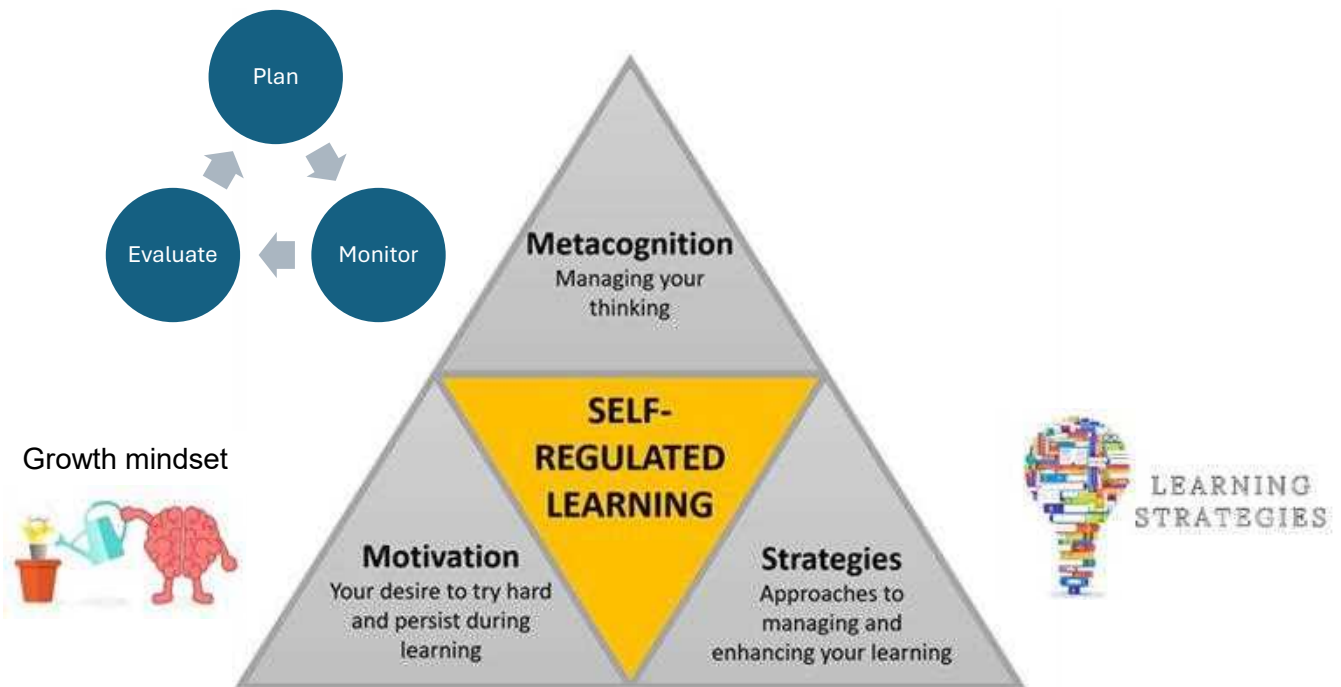 Plan
Evaluate
Monitor
Metacognition
Managing your
thinking
SELF-
REGULATED
LEARNING
Growth mindset
LEARNING
STRATEGIES
Motivation
Your desire to try hard
and persist during
learning
Strategies
Approaches to
managing and
enhancing your learning